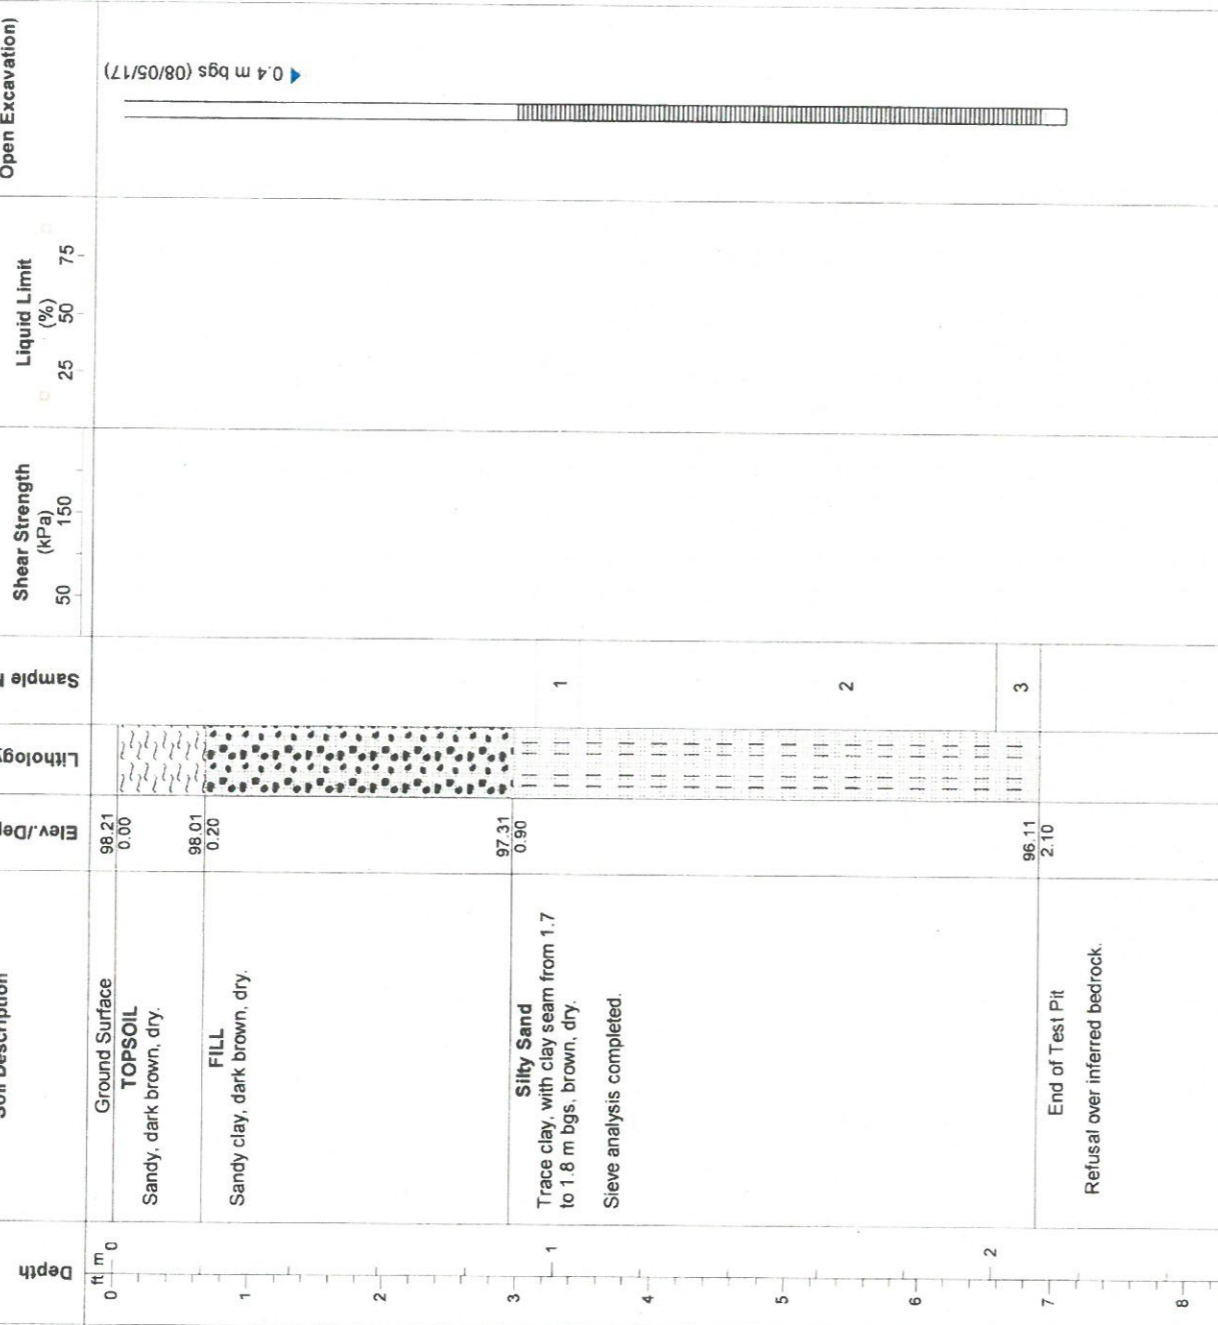 Depth
Soil Description
Elev./Dep
Lithology
Sample
Shear Strength
(kPa)
50 150
Liquid Limit
(%)
25 50 75
Open Excavation)
ft m
0 0
1
2
3
4
5
6
7
8
1
2
Ground Surface
98.21
0.00
TOPSOIL
Sandy, dark brown, dry.
98.01
0.20
FILL
Sandy clay, dark brown, dry.
97.31
0.90
Silty Sand
Trace clay, with clay seam from 1.7
to 1.8 m bgs, brown, dry.
Sieve analysis completed.
1
2
3
96.11
2.10
End of Test Pit
Refusal over inferred bedrock.
0.4 m bgs (08/05/17)